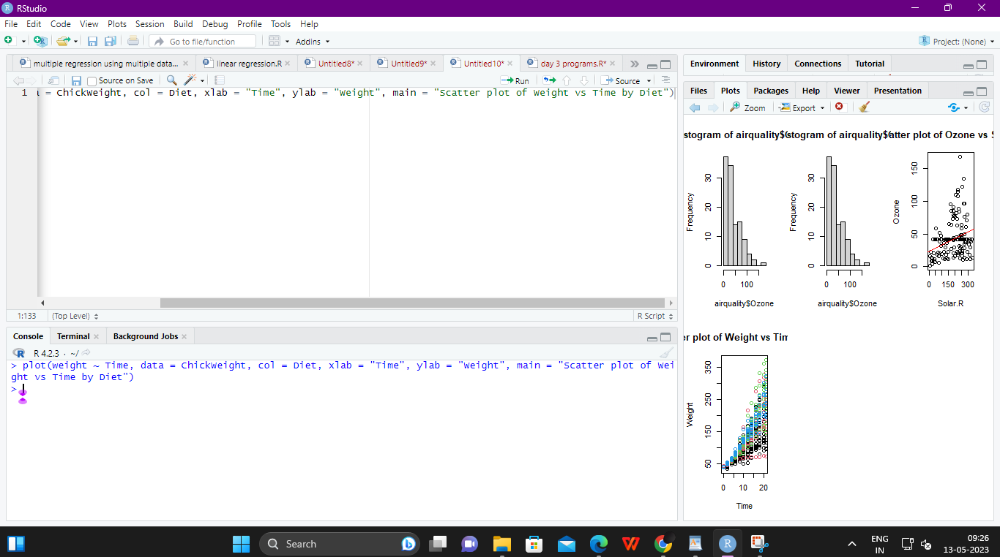 RStudio
File Edit Code View Plots Session Build Debug Profile Tools Help
Go to file/function Addins Project: (None)
multiple regression using multiple data... linear regression.R Untitled8* Untitled9* Untitled10* day 3 programs.R*
Source on Save Run Source
1 = ChickWeight, col = Diet, xlab = "Time", ylab = "Weight", main = "Scatter plot of Weight vs Time by Diet")
1:133 (Top Level) R Script
Console Terminal Background Jobs
R 4.2.3 · ~/
> plot(weight ~ Time, data = ChickWeight, col = Diet, xlab = "Time", ylab = "Weight", main = "Scatter plot of Wei
ght vs Time by Diet")
>
Environment History Connections Tutorial
Files Plots Packages Help Viewer Presentation
Zoom Export
stogram of airquality$ stogram of airquality$ atter plot of Ozone vs
Frequency
0 10 20 30
0 100
airquality$Ozone
Frequency
0 10 20 30
0 100
airquality$Ozone
Ozone
0 50 100 150
0 150 300
Solar.R
er plot of Weight vs Tim
Weight
50 150 250 350
0 10 20
Time
Search
ENG
IN
09:26
13-05-2023